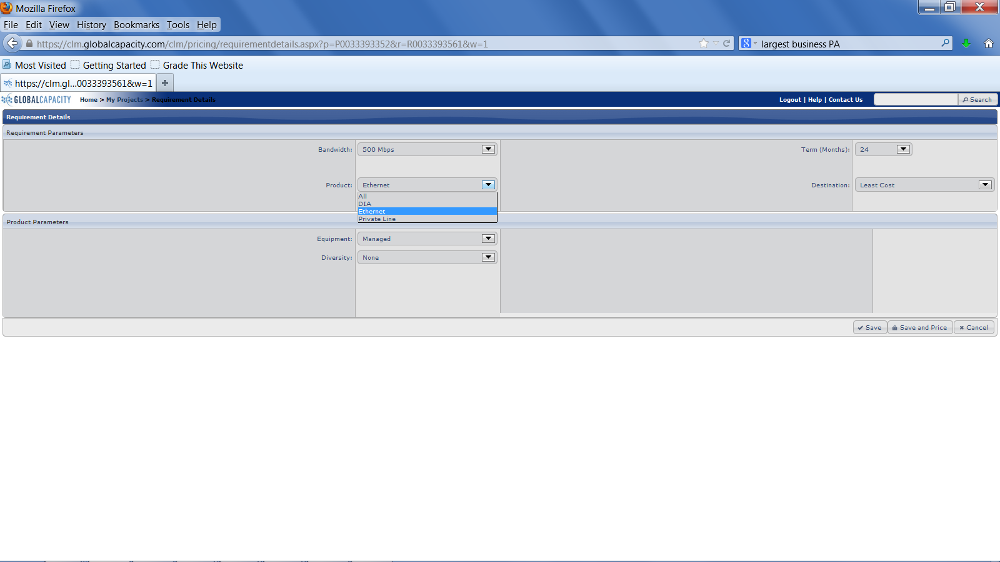 Mozilla Firefox
File Edit View History Bookmarks Tools Help
https://clm.globalcapacity.com/clm/pricing/requirementdetails.aspx?p=P0033393352&r=R0033393561&w=1
largest business PA
Most Visited Getting Started Grade This Website
https://clm.gl...0033393561&w=1 +
GLOBALCAPACITY Home > My Projects > Requirement Details Logout | Help | Contact Us Search
Requirement Details
Requirement Parameters
Bandwidth: 500 Mbps Term (Months): 24
Product: Ethernet Destination: Least Cost
All
DIA
Ethernet
Private Line
Product Parameters
Equipment: Managed
Diversity: None
Save Save and Price Cancel